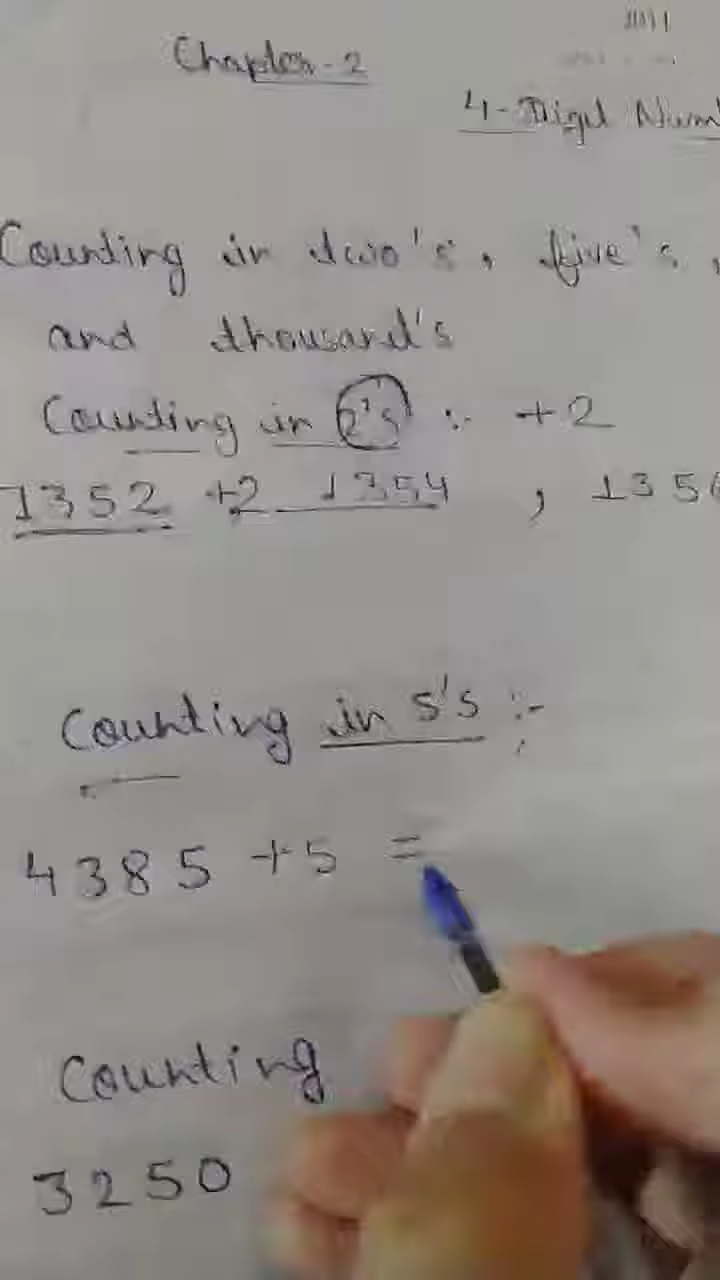 Chapter-2
4-Digit Num
Counting in two's, five's,
and thousand's
Counting in 2's :- +2
1352 +2 1354 , 135
Counting in 5's :-
4385 +5 =
Counting
3250